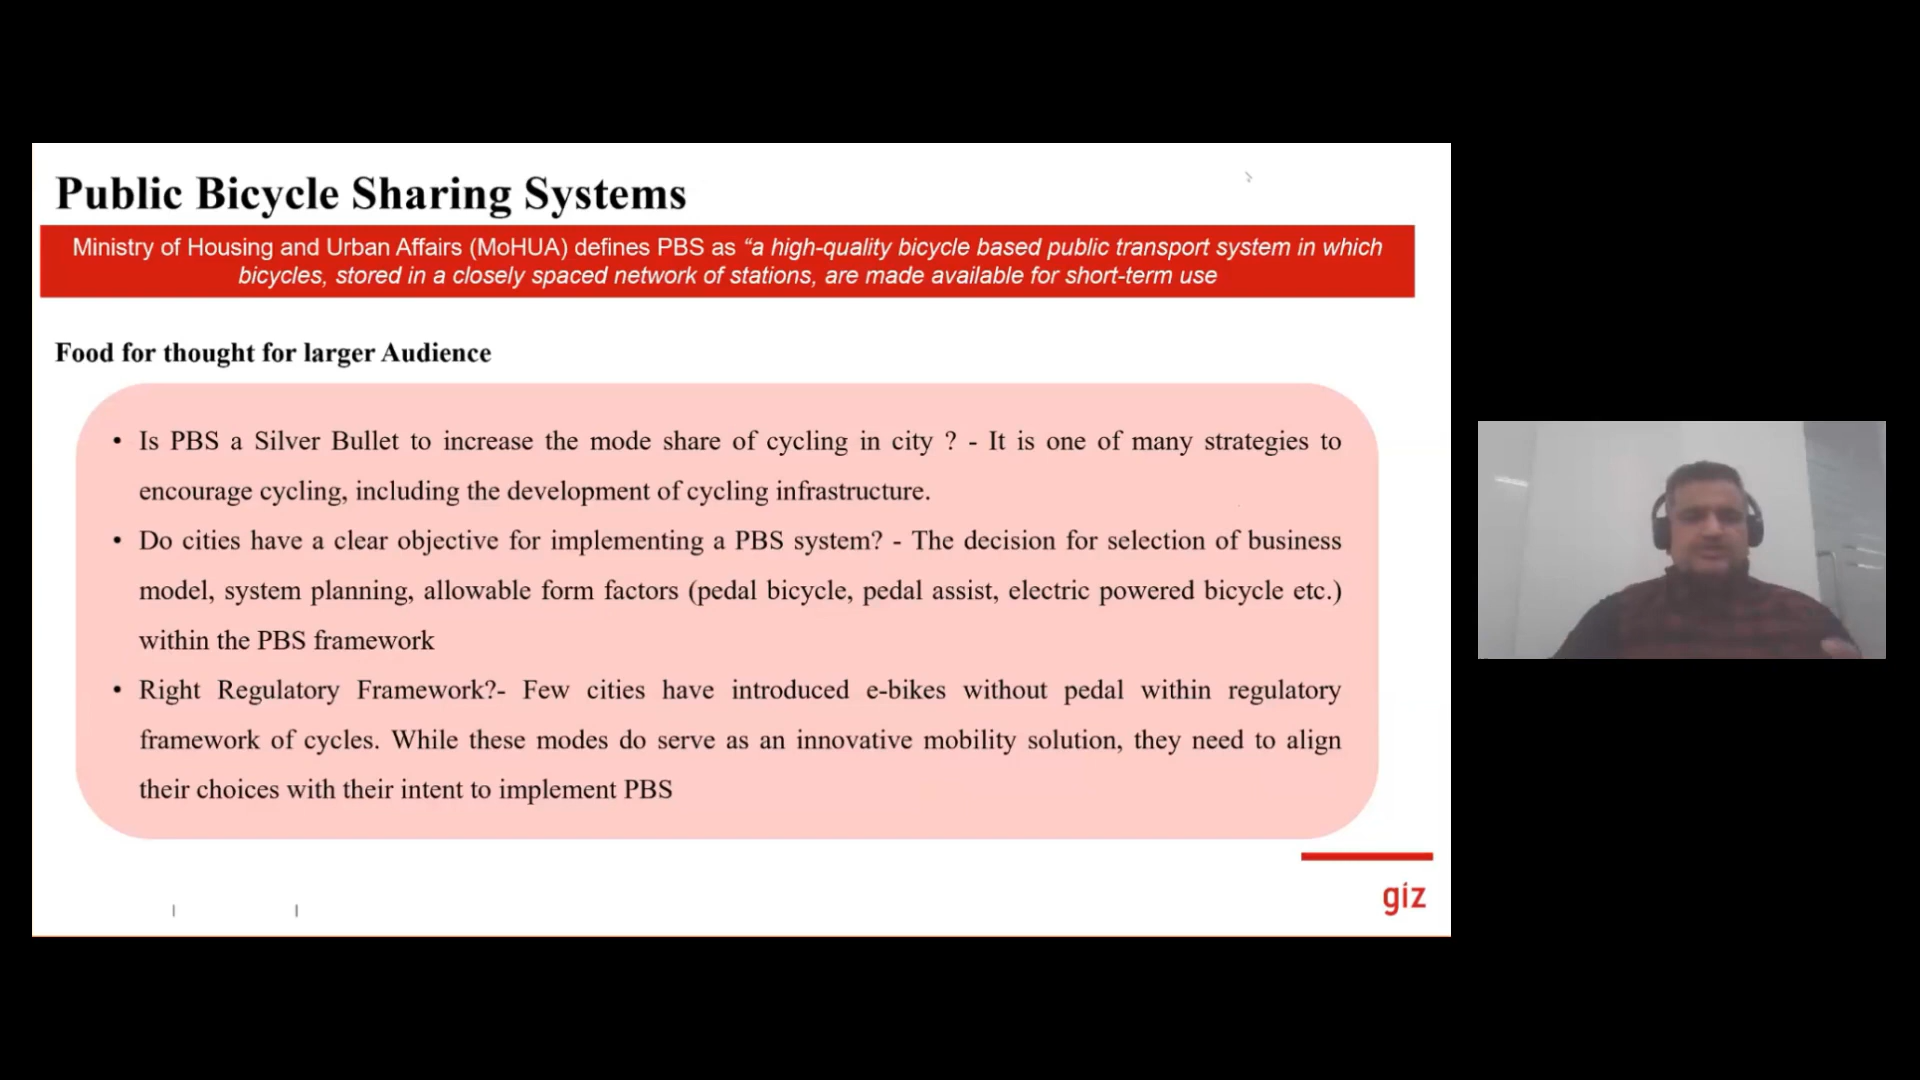 Public Bicycle Sharing Systems
Ministry of Housing and Urban Affairs (MoHUA) defines PBS as “a high-quality bicycle based public transport system in which
bicycles, stored in a closely spaced network of stations, are made available for short-term use
Food for thought for larger Audience
• Is PBS a Silver Bullet to increase the mode share of cycling in city ? - It is one of many strategies to
encourage cycling, including the development of cycling infrastructure.
• Do cities have a clear objective for implementing a PBS system? - The decision for selection of business
model, system planning, allowable form factors (pedal bicycle, pedal assist, electric powered bicycle etc.)
within the PBS framework
• Right Regulatory Framework?- Few cities have introduced e-bikes without pedal within regulatory
framework of cycles. While these modes do serve as an innovative mobility solution, they need to align
their choices with their intent to implement PBS
giz